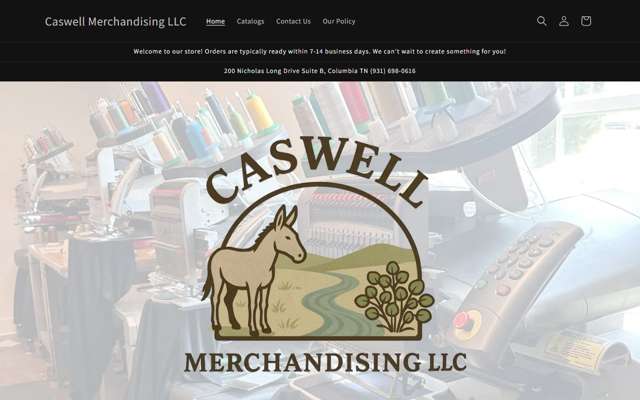 Caswell Merchandising LLC
Home
Catalogs
Contact Us
Our Policy
Welcome to our store! Orders are typically ready within 7-14 business days. We can't wait to create something for you!
200 Nicholas Long Drive Suite B, Columbia TN (931) 698-0616
CASWELL
MERCHANDISING LLC